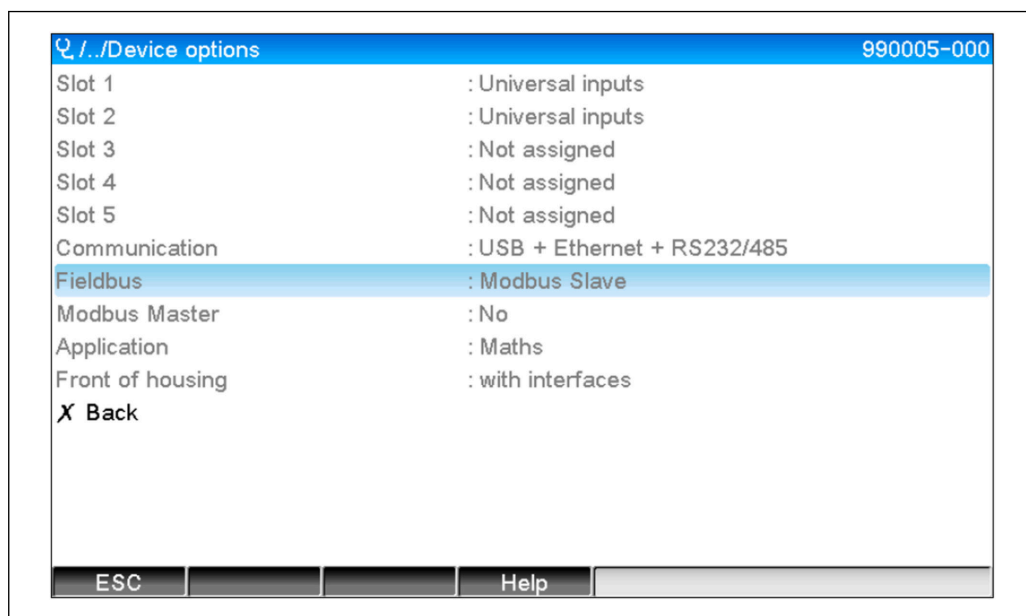 /../Device options 990005-000
Slot 1 : Universal inputs
Slot 2 : Universal inputs
Slot 3 : Not assigned
Slot 4 : Not assigned
Slot 5 : Not assigned
Communication : USB + Ethernet + RS232/485
Fieldbus : Modbus Slave
Modbus Master : No
Application : Maths
Front of housing : with interfaces
X Back
ESC Help